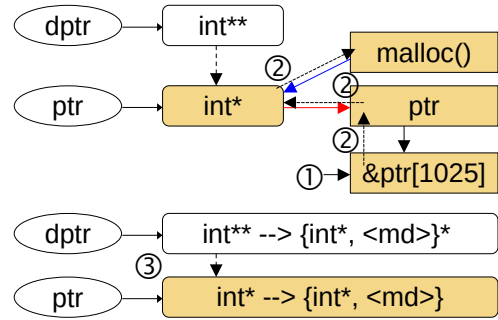 dptr int**
② malloc()
②
ptr int* ptr
②
① &ptr[1025]
dptr int** --> {int*, <md>}*
③
ptr int* --> {int*, <md>}